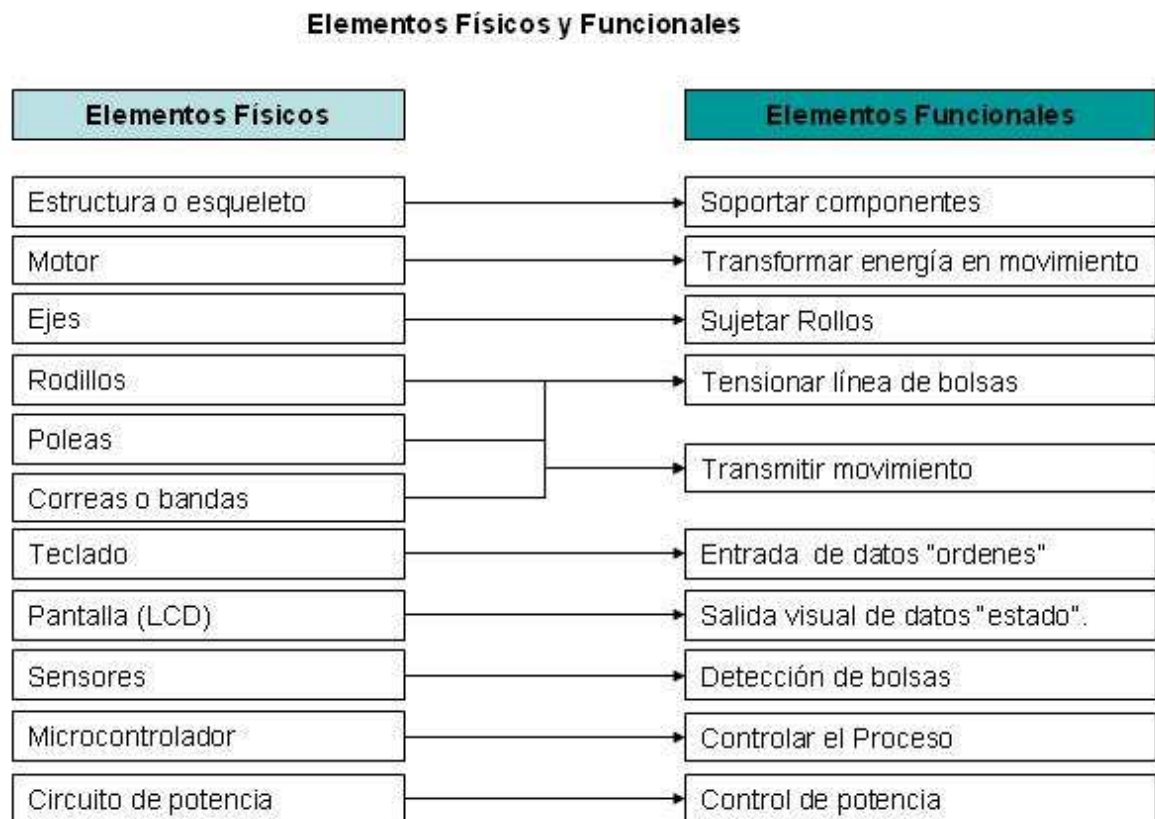 Elementos Físicos y Funcionales
Elementos Físicos
Elementos Funcionales
Estructura o esqueleto
Soportar componentes
Motor
Transformar energía en movimiento
Ejes
Sujetar Rollos
Rodillos
Tensionar línea de bolsas
Poleas
Transmitir movimiento
Correas o bandas
Teclado
Entrada de datos "ordenes"
Pantalla (LCD)
Salida visual de datos "estado".
Sensores
Detección de bolsas
Microcontrolador
Controlar el Proceso
Circuito de potencia
Control de potencia